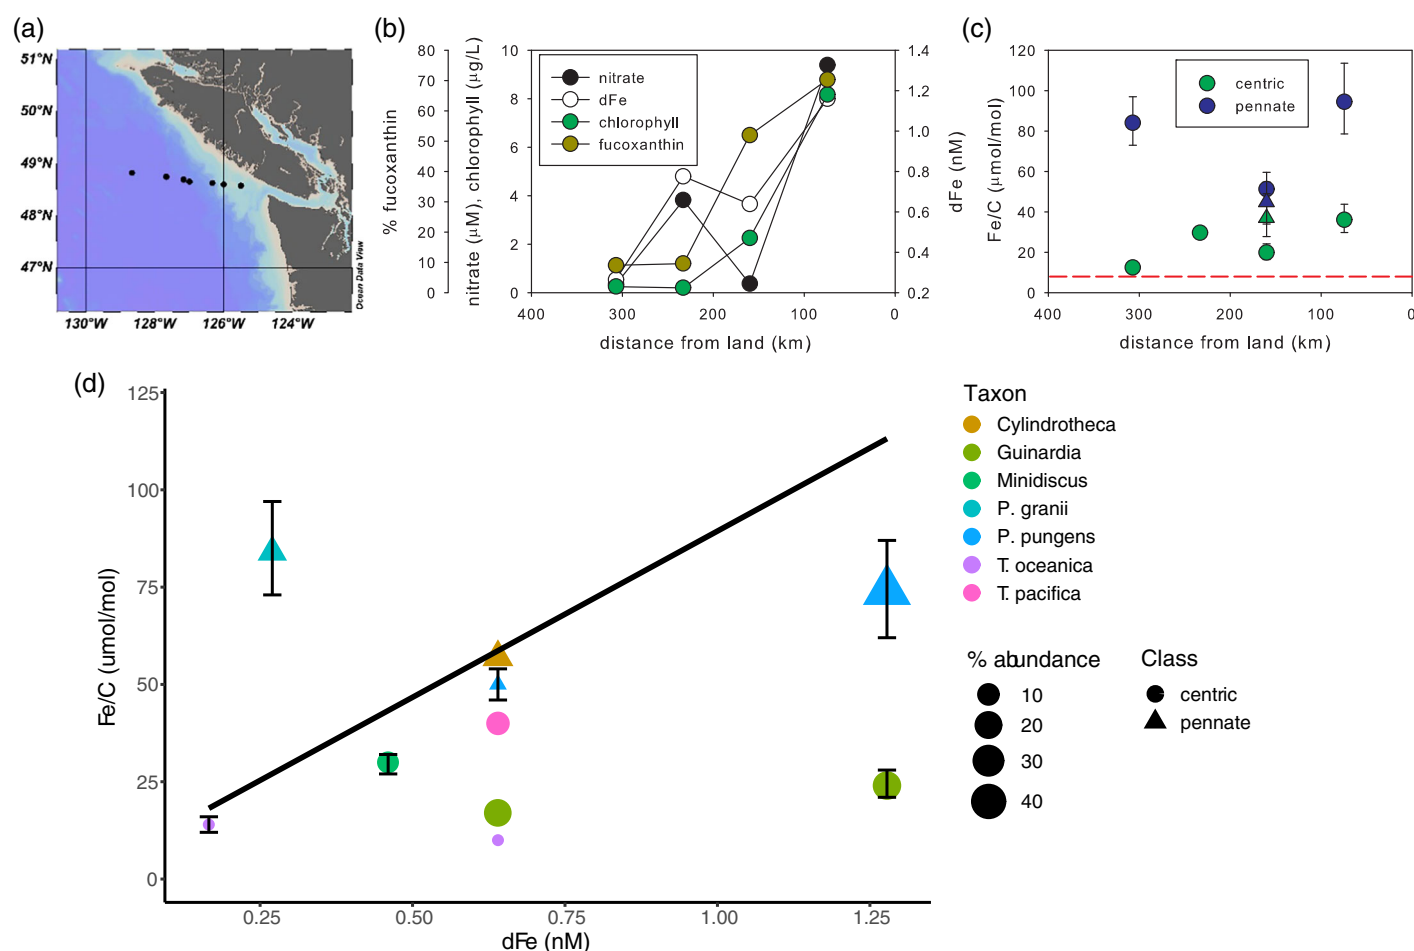 (a)
51°N
50°N
49°N
48°N
47°N
130°W 128°W 126°W 124°W
Ocean Data View
(b)
80
70
60
50
40
30
20
10
0
% fucoxanthin
10
8
6
4
2
0
nitrate (μM), chlorophyll (μg/L)
nitrate
dFe
chlorophyll
fucoxanthin
1.4
1.2
1.0
0.8
0.6
0.4
0.2
dFe (nM)
400 300 200 100 0
distance from land (km)
(c)
120
100
80
60
40
20
0
Fe/C (μmol/mol)
centric
pennate
400 300 200 100 0
distance from land (km)
(d)
125
100
75
50
25
0
Fe/C (umol/mol)
0.25 0.50 0.75 1.00 1.25
dFe (nM)
Taxon
Cylindrotheca
Guinardia
Minidiscus
P. granii
P. pungens
T. oceanica
T. pacifica
% abundance
10
20
30
40
Class
centric
pennate